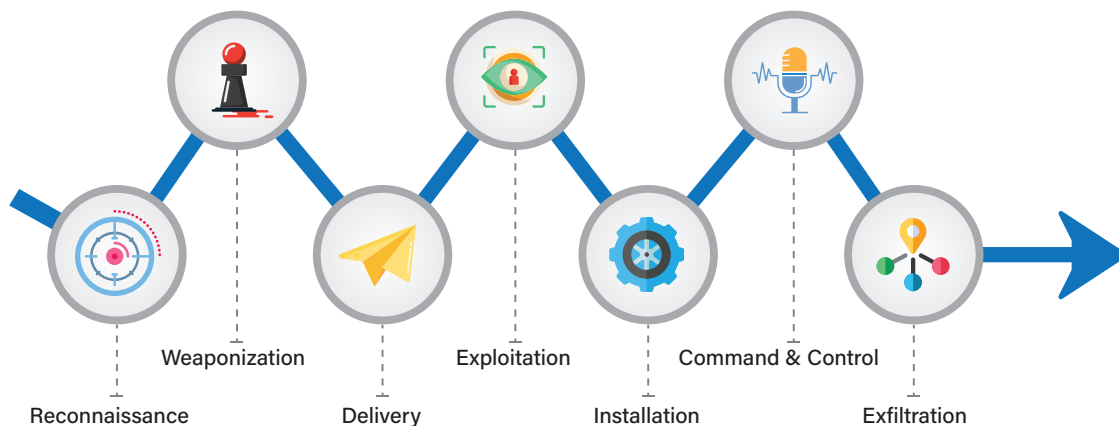 Weaponization
Exploitation
Command & Control
Reconnaissance
Delivery
Installation
Exfiltration